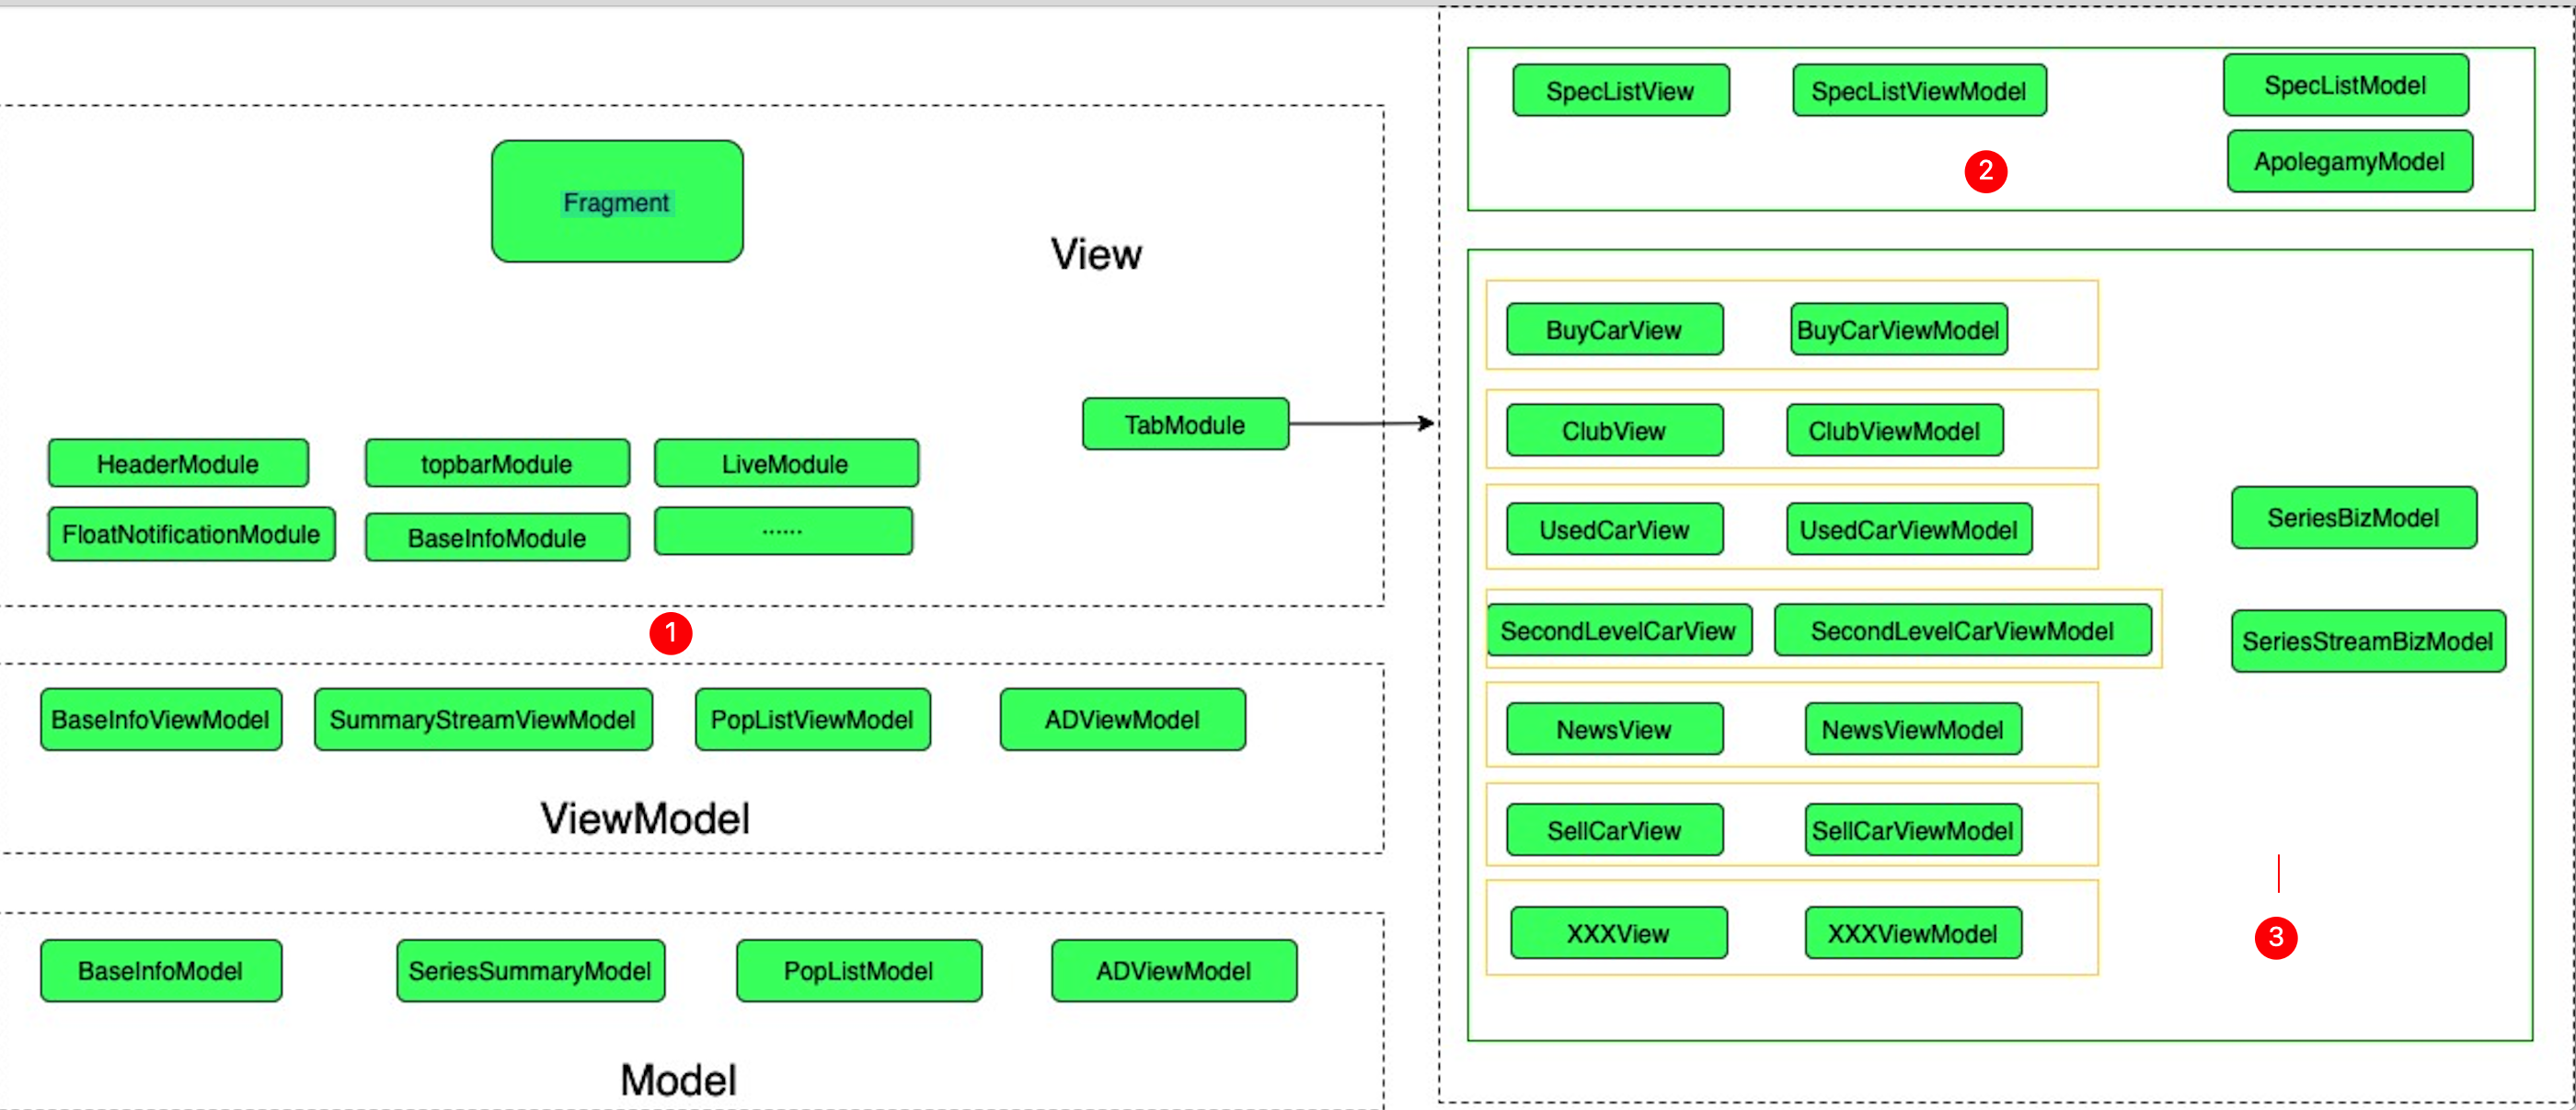 Fragment
View
TabModule
HeaderModule
topbarModule
LiveModule
FloatNotificationModule
BaseInfoModule
......
1
BaseInfoViewModel
SummaryStreamViewModel
PopListViewModel
ADViewModel
ViewModel
BaseInfoModel
SeriesSummaryModel
PopListModel
ADViewModel
Model
SpecListView
SpecListViewModel
SpecListModel
ApolegamyModel
2
BuyCarView
BuyCarViewModel
ClubView
ClubViewModel
UsedCarView
UsedCarViewModel
SecondLevelCarView
SecondLevelCarViewModel
NewsView
NewsViewModel
SellCarView
SellCarViewModel
XXXView
XXXViewModel
SeriesBizModel
SeriesStreamBizModel
3